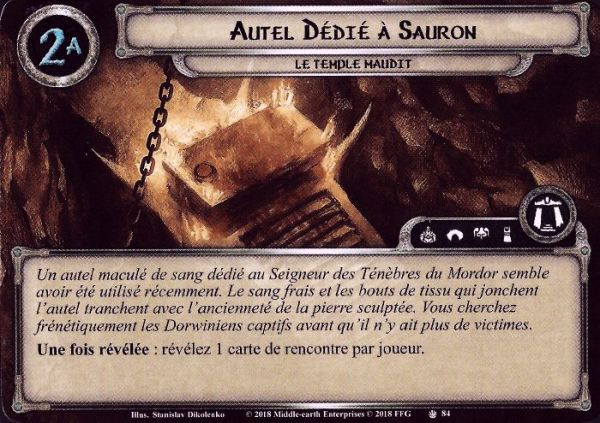 2A
Autel Dédié à Sauron
Le Temple Maudit
Un autel maculé de sang dédié au Seigneur des Ténèbres du Mordor semble
avoir été utilisé récemment. Le sang frais et les bouts de tissu qui jonchent
l'autel tranchent avec l'ancienneté de la pierre sculptée. Vous cherchez
frénétiquement les Dorwiniens captifs avant qu'il n'y ait plus de victimes.
Une fois révélée : révélez 1 carte de rencontre par joueur.
Illus. Stanislav Dikolenko © 2018 Middle-earth Enterprises © 2018 FFG 84